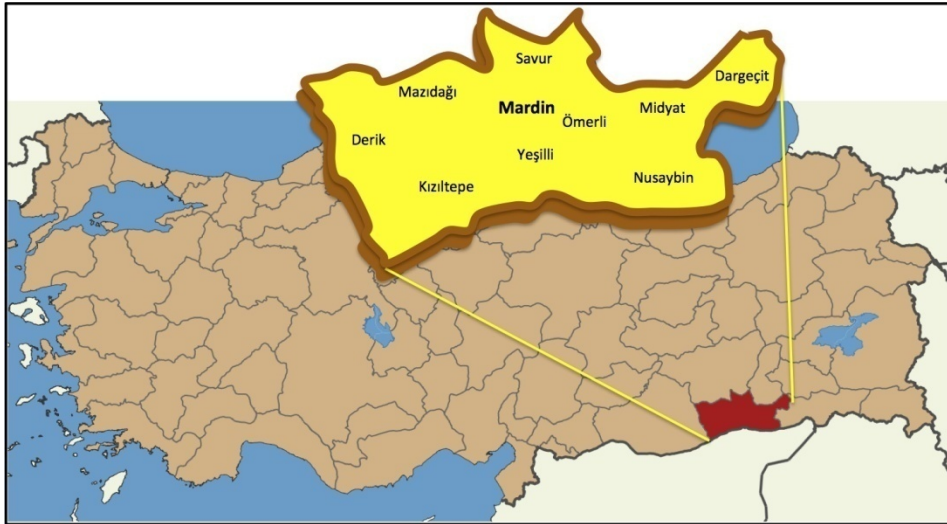 Savur
Dargeçit
Mazıdağı
Mardin
Midyat
Ömerli
Derik
Yeşilli
Kızıltepe
Nusaybin